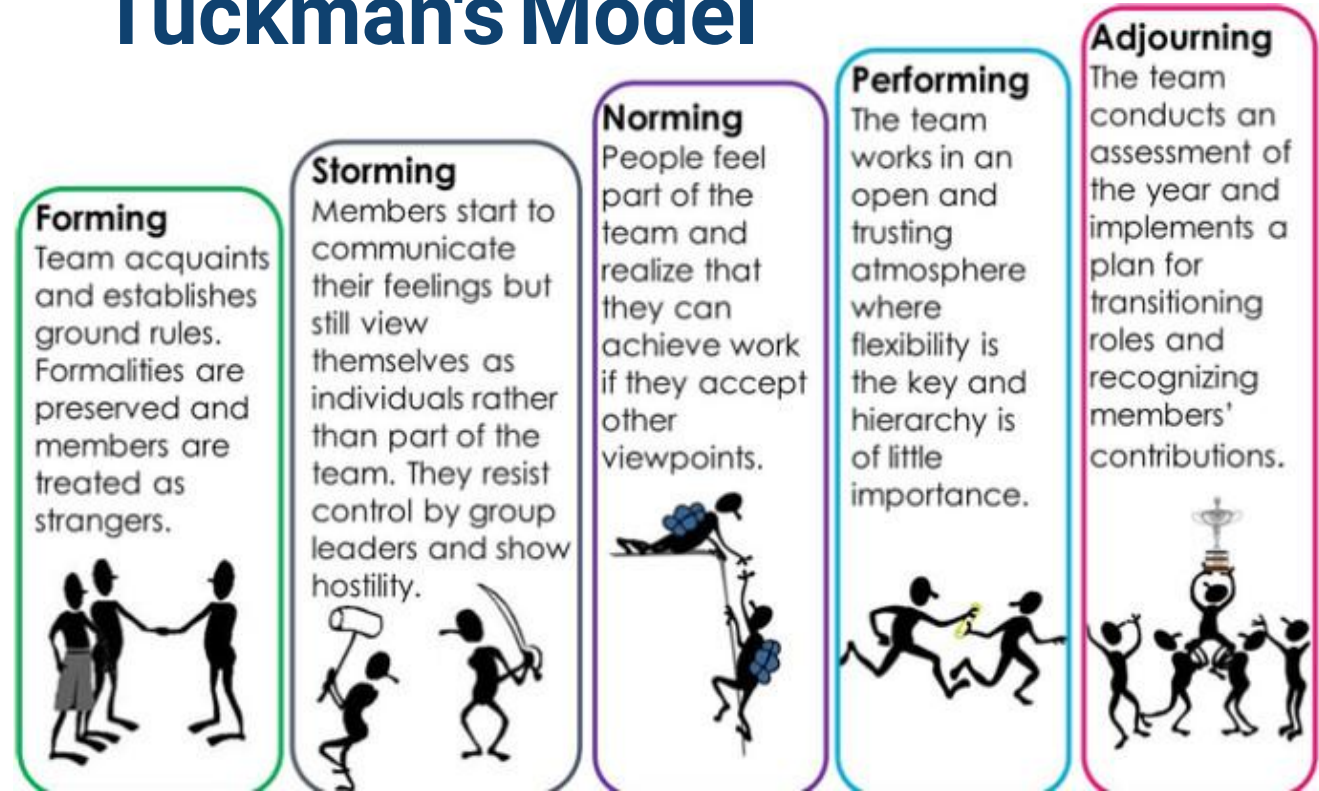 Tuckman's Model
Forming
Team acquaints
and establishes
ground rules.
Formalities are
preserved and
members are
treated as
strangers.
Storming
Members start to
communicate
their feelings but
still view
themselves as
individuals rather
than part of the
team. They resist
control by group
leaders and show
hostility.
Norming
People feel
part of the
team and
realize that
they can
achieve work
if they accept
other
viewpoints.
Performing
The team
works in an
open and
trusting
atmosphere
where
flexibility is
the key and
hierarchy is
of little
importance.
Adjourning
The team
conducts an
assessment of
the year and
implements a
plan for
transitioning
roles and
recognizing
members'
contributions.